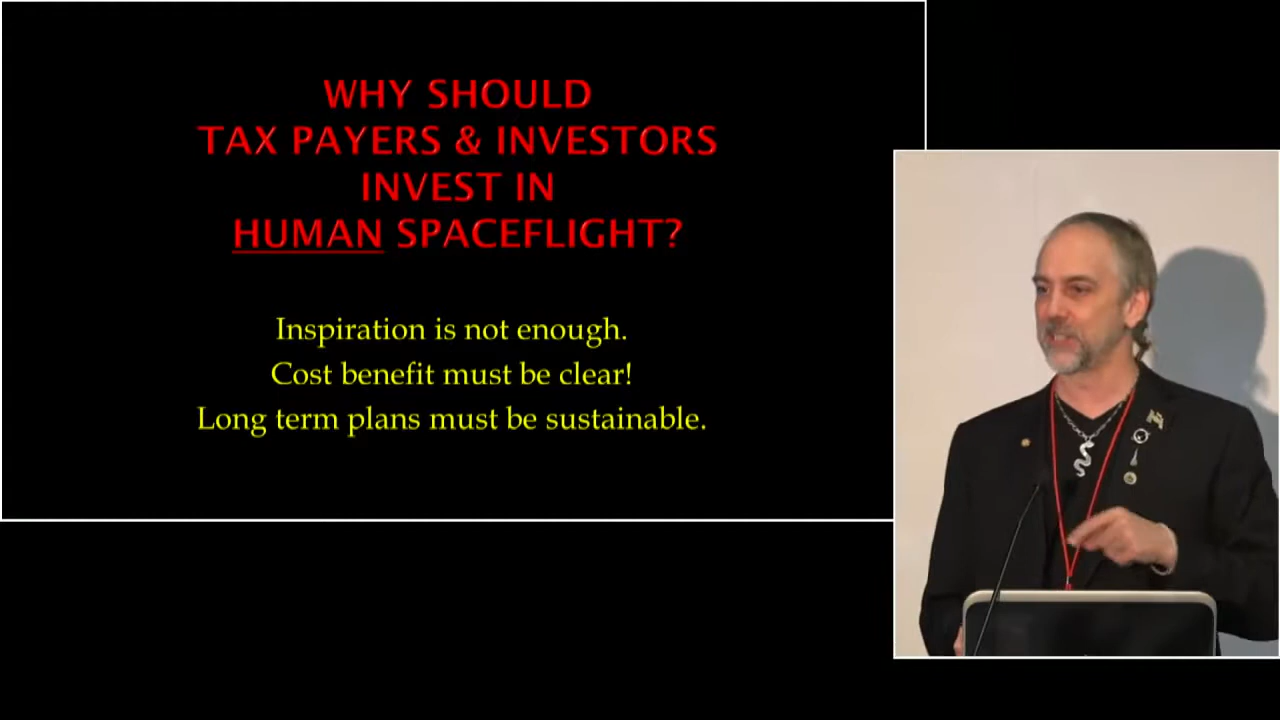 WHY SHOULD
TAX PAYERS & INVESTORS
INVEST IN
HUMAN SPACEFLIGHT?
Inspiration is not enough.
Cost benefit must be clear!
Long term plans must be sustainable.